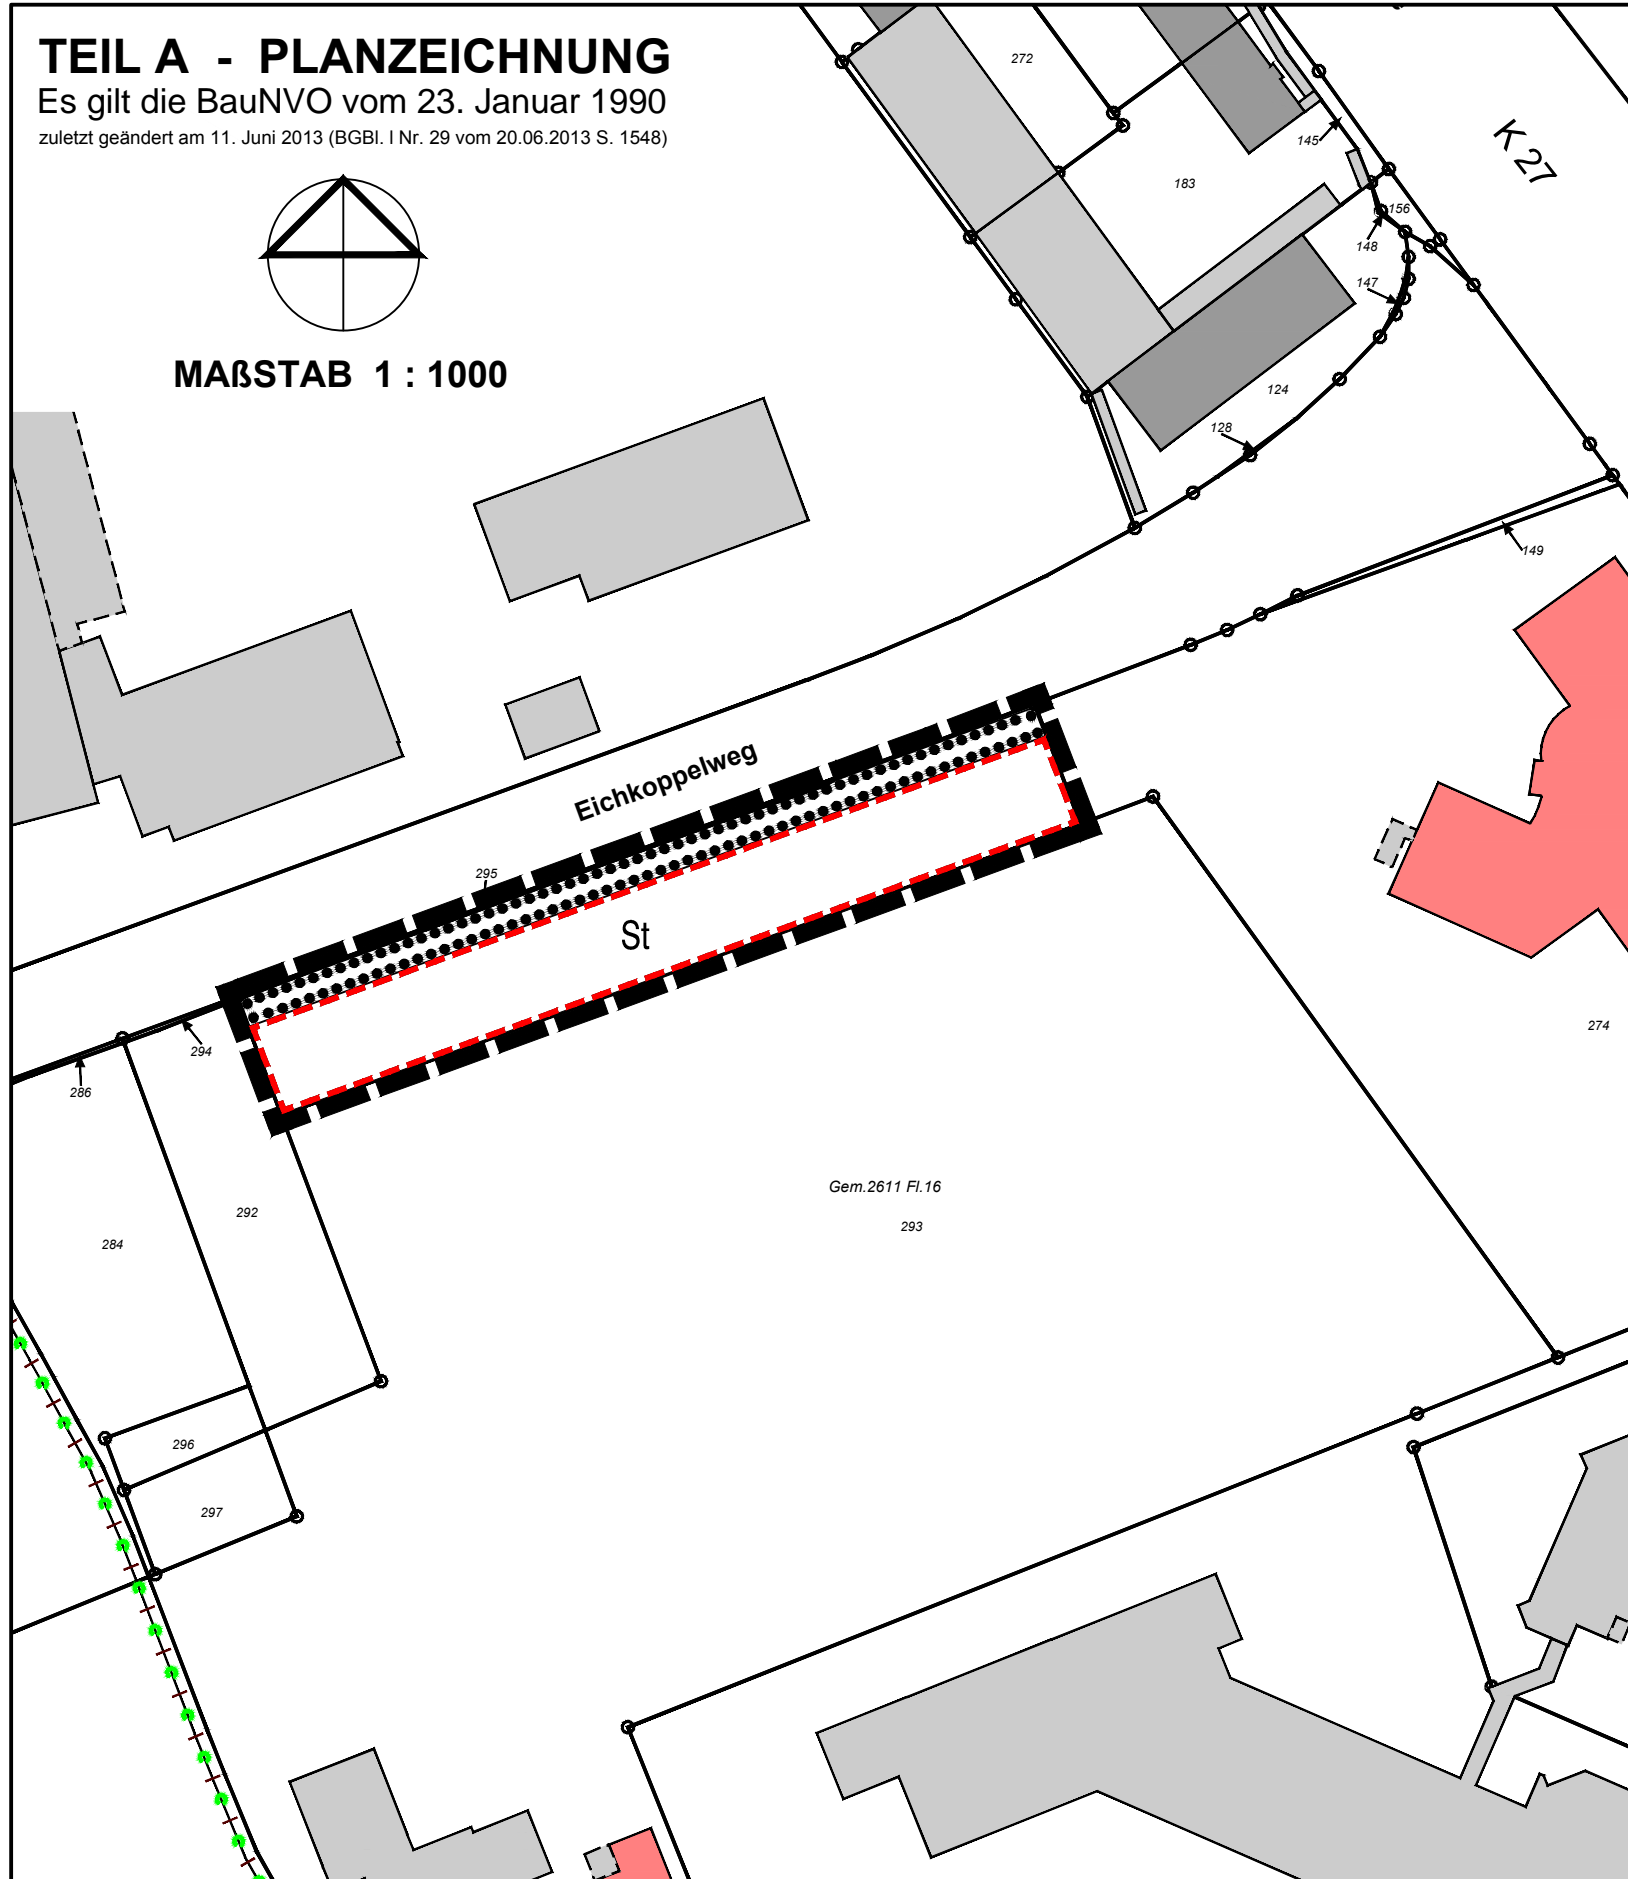 TEIL A - PLANZEICHNUNG
Es gilt die BauNVO vom 23. Januar 1990
zuletzt geändert am 11. Juni 2013 (BGBl. I Nr. 29 vom 20.06.2013 S. 1548)
MAßSTAB 1 : 1000
272
145
K 27
183
156
148
147
124
128
149
Eichkoppelweg
295
St
294
286
274
Gem.2611 Fl.16
292
293
284
296
297